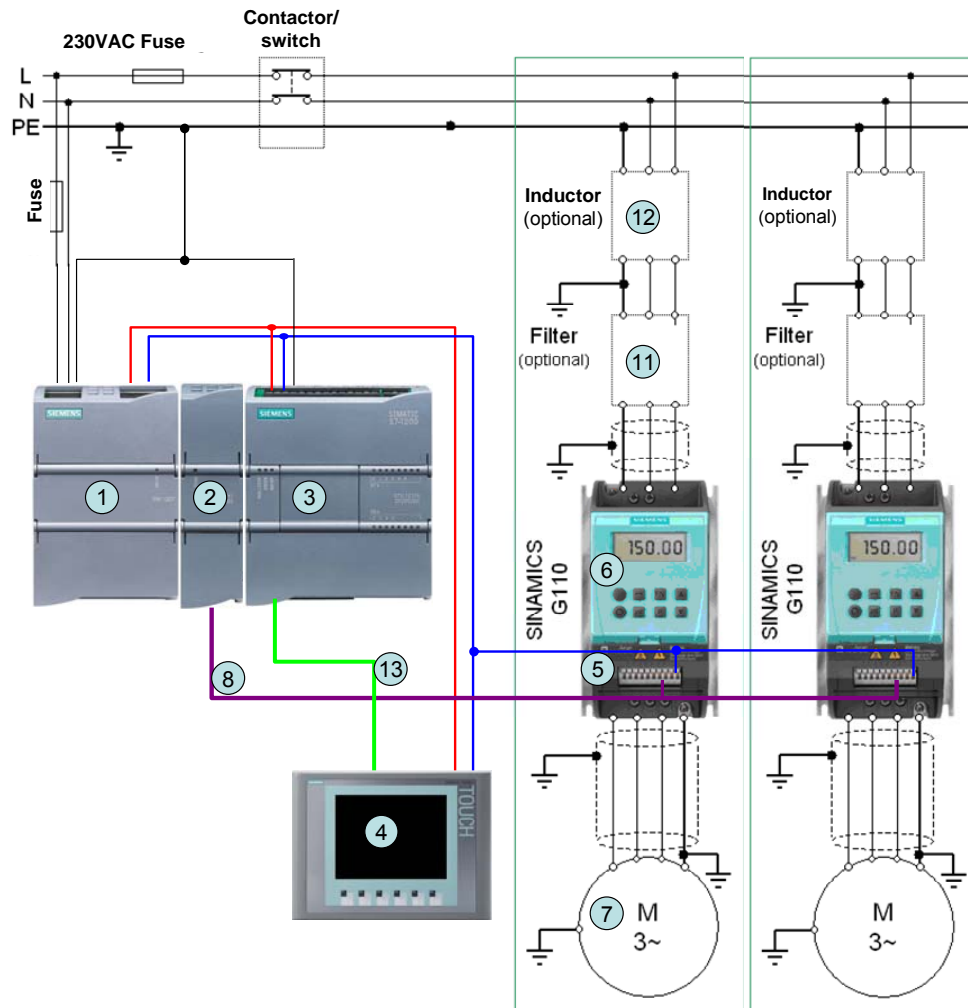 Contactor/
switch
230VAC Fuse
L
N
PE
Fuse
Inductor
(optional)
12
Inductor
(optional)
Filter
(optional)
11
Filter
(optional)
SIEMENS
SIEMENS
SIMATIC
S7-1200
1
2
3
SINAMICS
G110
SIEMENS
150.00
6
SINAMICS
G110
SIEMENS
150.00
8
13
5
TOUCH
4
7
M
3~
M
3~